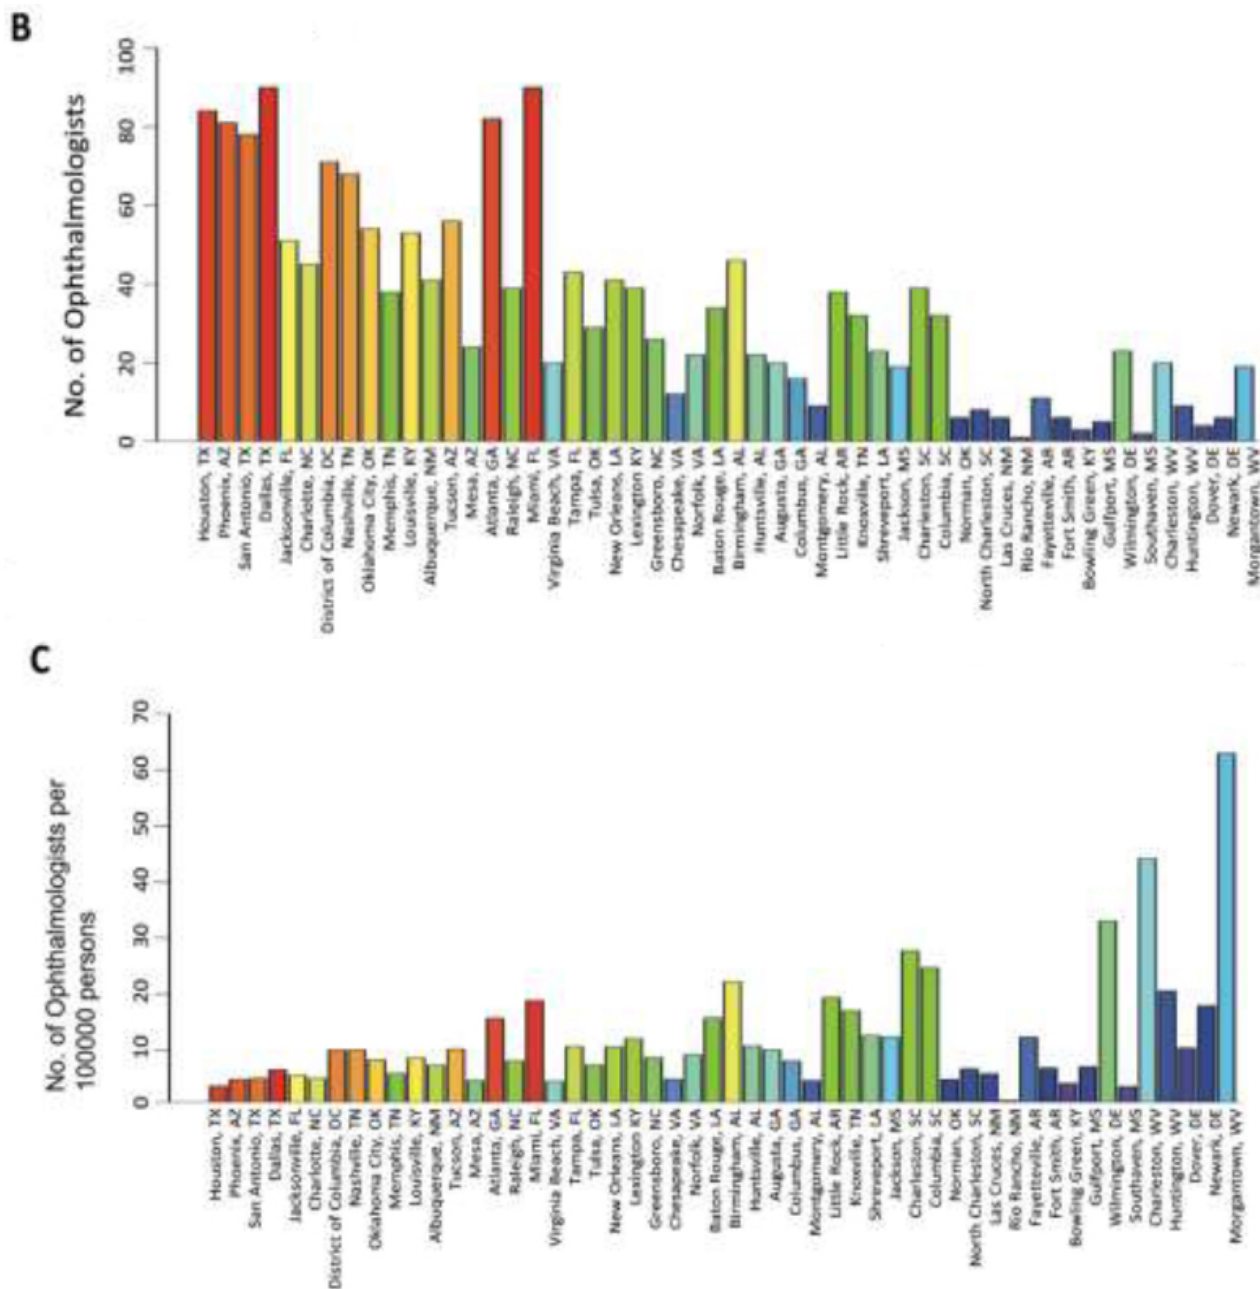 B
No. of Ophthalmologists
100
80
60
40
20
0
Houston, TX
Phoenix, AZ
San Antonio, TX
Dallas, TX
Jacksonville, FL
Charlotte, NC
District of Columbia, DC
Nashville, TN
Oklahoma City, OK
Memphis, TN
Louisville, KY
Albuquerque, NM
Tucson, AZ
Mesa, AZ
Atlanta, GA
Raleigh, NC
Miami, FL
Virginia Beach, VA
Tampa, FL
Tulsa, OK
New Orleans, LA
Lexington KY
Greensboro, NC
Chesapeake, VA
Norfolk, VA
Baton Rouge, LA
Birmingham, AL
Huntsville, AL
Augusta, GA
Columbus, GA
Montgomery, AL
Little Rock, AR
Knoxville, TN
Shreveport, LA
Jackson, MS
Charleston, SC
Columbia, SC
Norman, OK
North Charleston, SC
Las Cruces, NM
Rio Rancho, NM
Fayetteville, AR
Fort Smith, AR
Bowling Green, KY
Gulfport, MS
Wilmington, DE
Southaven, MS
Charleston, WV
Huntington, WV
Dover, DE
Newark, DE
Morgantown, WV
C
No. of Ophthalmologists per
100000 persons
70
60
50
40
30
20
10
0
Houston, TX
Phoenix, AZ
San Antonio, TX
Dallas, TX
Jacksonville, FL
Charlotte, NC
District of Columbia, DC
Nashville, TN
Oklahoma City, OK
Memphis, TN
Louisville, KY
Albuquerque, NM
Tucson, AZ
Mesa, AZ
Atlanta, GA
Raleigh, NC
Miami, FL
Virginia Beach, VA
Tampa, FL
Tulsa, OK
New Orleans, LA
Lexington KY
Greensboro, NC
Chesapeake, VA
Norfolk, VA
Baton Rouge, LA
Birmingham, AL
Huntsville, AL
Augusta, GA
Columbus, GA
Montgomery, AL
Little Rock, AR
Knoxville, TN
Shreveport, LA
Jackson, MS
Charleston, SC
Columbia, SC
Norman, OK
North Charleston, SC
Las Cruces, NM
Rio Rancho, NM
Fayetteville, AR
Fort Smith, AR
Bowling Green, KY
Gulfport, MS
Wilmington, DE
Southaven, MS
Charleston, WV
Huntington, WV
Dover, DE
Newark, DE
Morgantown, WV